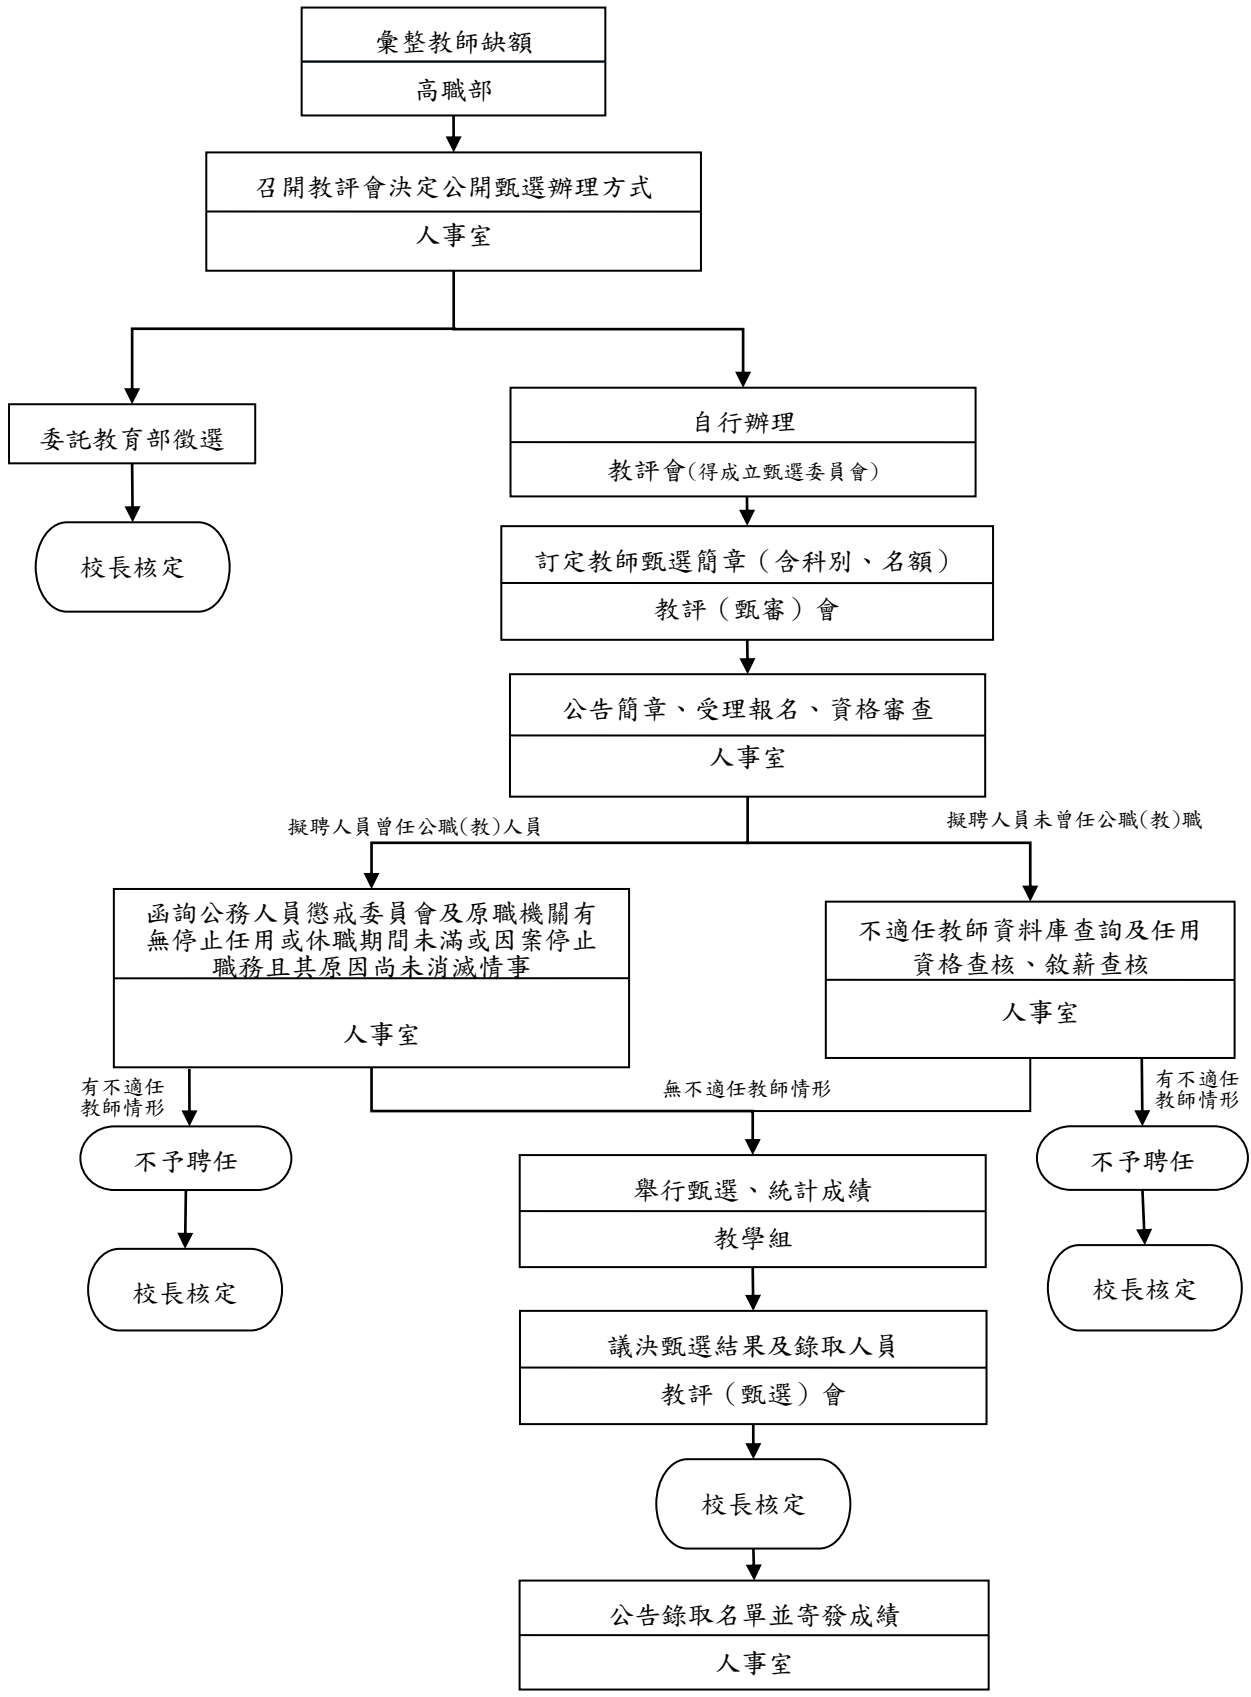 彙整教師缺額
高職部
召開教評會決定公開甄選辦理方式
人事室
委託教育部徵選
校長核定
自行辦理
教評會(得成立甄選委員會)
訂定教師甄選簡章（含科別、名額）
教評（甄審）會
公告簡章、受理報名、資格審查
人事室
擬聘人員曾任公職(教)人員
擬聘人員未曾任公職(教)職
函詢公務人員懲戒委員會及原職機關有
無停止任用或休職期間未滿或因案停止
職務且其原因尚未消滅情事
人事室
不適任教師資料庫查詢及任用
資格查核、敘薪查核
人事室
有不適任
教師情形
無不適任教師情形
有不適任
教師情形
不予聘任
校長核定
不予聘任
校長核定
舉行甄選、統計成績
教學組
議決甄選結果及錄取人員
教評（甄選）會
校長核定
公告錄取名單並寄發成績
人事室